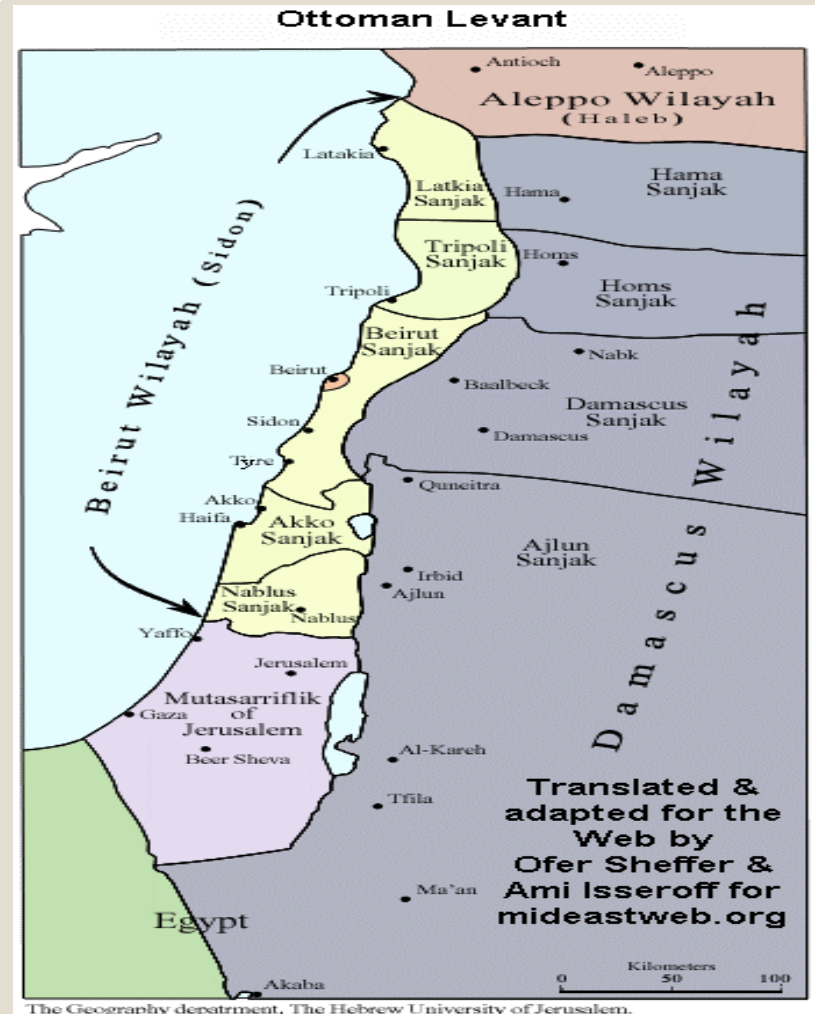 Ottoman Levant
Antioch
Aleppo
Aleppo Wilayah
(Haleb)
Latakia
Latkia
Sanjak
Hama
Hama
Sanjak
Tripoli
Sanjak
Homs
Homs
Sanjak
Tripoli
Beirut
Sanjak
Beirut Wilayah (Sidon)
Beirut
Nabk
Baalbeck
Damascus
Sanjak
Damascus
Sidon
Tyre
Damascus Wilayah
Quneitra
Akko
Haifa
Akko
Sanjak
Ajlun
Sanjak
Irbid
Ajlun
Nablus
Sanjak
Nablus
Yaffo
Jerusalem
Mutasarriflik
of
Jerusalem
Gaza
Beer Sheva
Al-Kareh
Tfila
Ma'an
Egypt
Akaba
Translated &
adapted for the
Web by
Ofer Sheffer &
Ami Isseroff for
mideastweb.org
Kilometers
0 50 100
The Geography depatrment, The Hebrew University of Jerusalem.